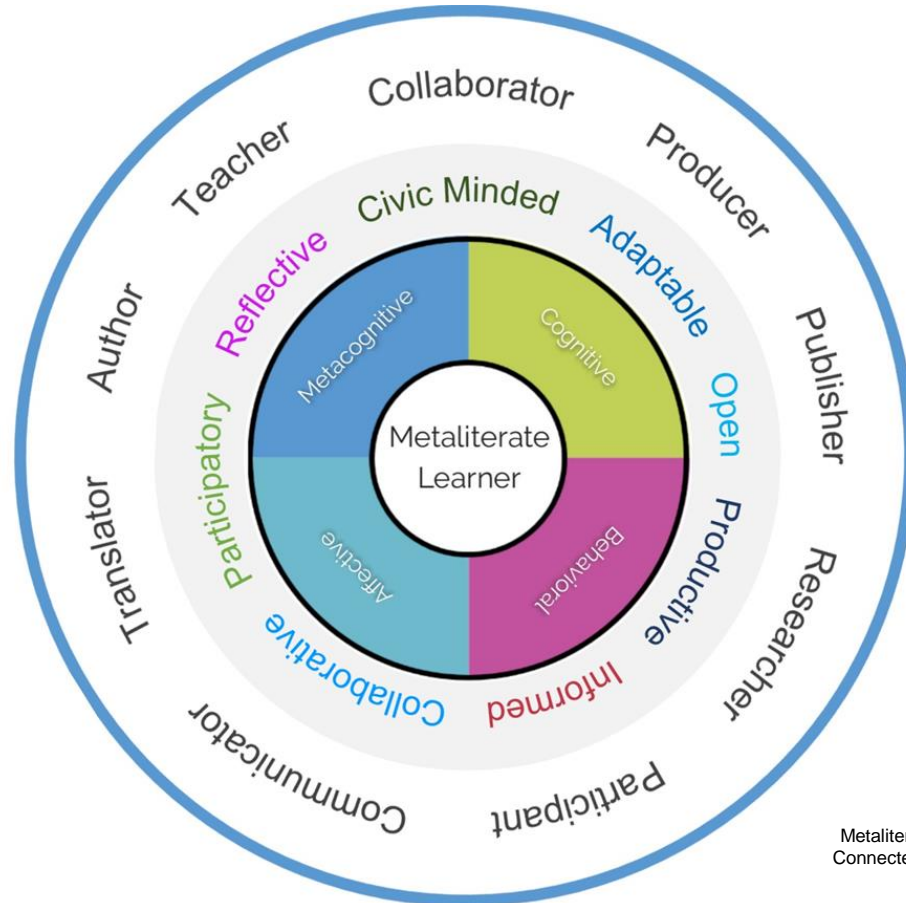 Collaborator
Producer
Publisher
Researcher
Participant
Communicator
Translator
Author
Teacher
Civic Minded
Adaptable
Open
Productive
Informed
Collaborative
Participatory
Reflective
Metacognitive
Cognitive
Behavioral
Affective
Metaliterate
Learner